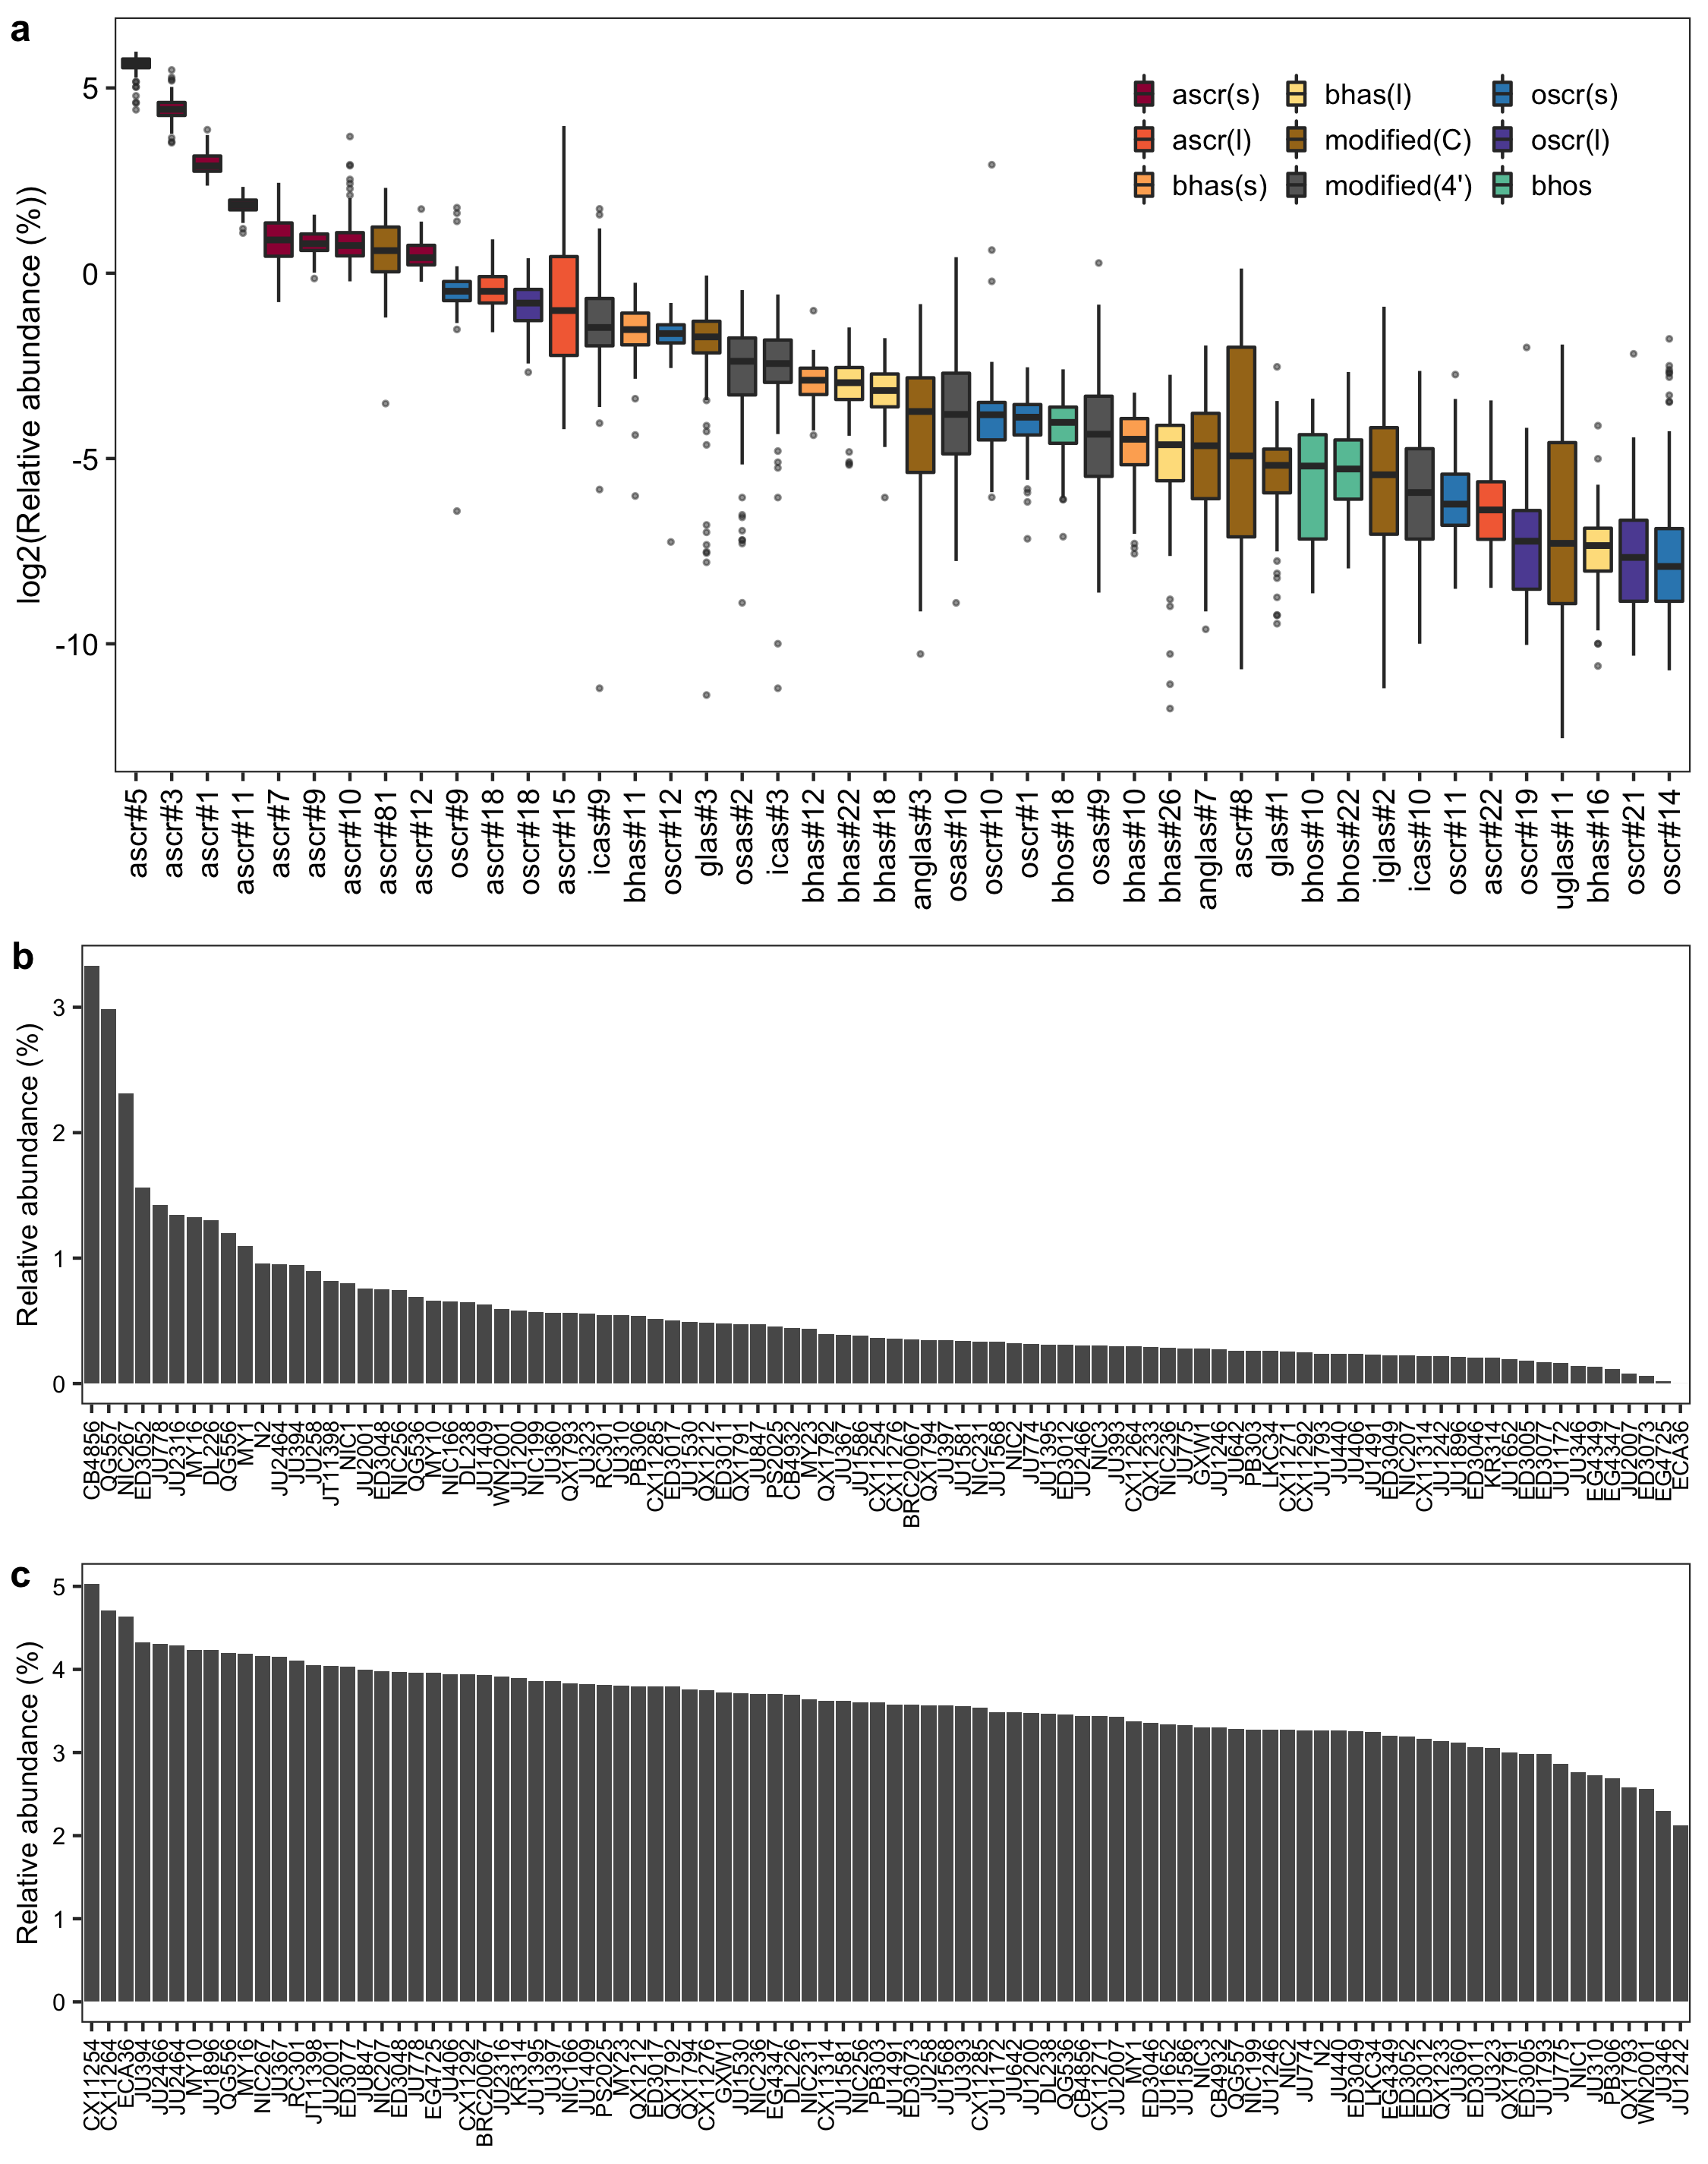 a
ascr(s)
bhas(l)
oscr(s)
ascr(l)
modified(C)
oscr(l)
bhas(s)
modified(4')
bhos
log2(Relative abundance (%))
5
0
-5
-10
ascr#5
ascr#3
ascr#1
ascr#11
ascr#7
ascr#9
ascr#10
ascr#81
ascr#12
oscr#9
ascr#18
oscr#18
ascr#15
icas#9
bhas#11
oscr#12
glas#3
osas#2
icas#3
bhas#12
bhas#22
bhas#18
anglas#3
osas#10
oscr#10
oscr#1
bhos#18
osas#9
bhas#10
bhas#26
anglas#7
ascr#8
glas#1
bhos#10
bhos#22
iglas#2
icas#10
oscr#11
ascr#22
oscr#19
uglas#11
bhas#16
oscr#21
oscr#14
b
Relative abundance (%)
3
2
1
0
CB4856
QG557
NIC267
ED3052
JU778
JU2316
MY16
DL226
QG556
MY1
N2
JU2464
JU394
JU258
JT11398
NIC1
JU2001
ED3048
NIC256
QG536
MY10
NIC166
DL238
JU1409
WN2001
JU1200
NIC199
JU360
QX1793
JU323
RC301
JU310
PB306
CX11285
ED3017
JU1530
QX1212
ED3011
QX1791
JU847
PS2025
CB4932
MY23
QX1792
JU367
JU1586
CX11254
CX11276
BRC20067
QX1794
JU397
JU1581
NIC231
JU1568
NIC2
JU774
JU1395
ED3012
JU2466
NIC3
JU393
CX11264
QX1233
NIC236
JU775
GXW1
JU1246
JU642
PB303
LKC34
CX11271
CX11292
JU1793
JU440
JU406
JU1491
ED3049
NIC207
CX11314
JU1242
JU1896
ED3046
KR314
JU1652
ED3005
ED3077
JU1172
JU346
EG4349
EG4347
JU2007
ED3073
EG4725
ECA36
c
Relative abundance (%)
5
4
3
2
1
0
CX11254
CX11264
ECA36
JU394
JU2466
JU2464
MY10
JU1896
QG556
MY16
NIC267
JU367
RC301
JT11398
JU2001
ED3077
JU847
NIC207
ED3048
JU778
EG4725
JU406
CX11292
BRC20067
JU2316
KR314
JU1395
JU397
NIC166
JU1409
PS2025
MY23
QX1212
ED3017
QX1792
QX1794
CX11276
GXW1
JU1530
NIC236
EG4347
DL226
NIC231
CX11314
JU1581
NIC256
PB303
JU1491
ED3073
JU258
JU1568
JU393
CX11285
JU1172
JU642
JU1200
DL238
QG536
CB4856
CX11271
JU2007
MY1
ED3046
JU1652
JU1586
NIC3
CB4932
QG557
NIC199
JU1246
NIC2
JU774
N2
JU440
ED3049
LKC34
EG4349
ED3052
ED3012
QX1233
JU360
ED3011
JU323
QX1791
ED3005
JU1793
JU775
NIC1
JU310
PB306
QX1793
WN2001
JU346
JU1242